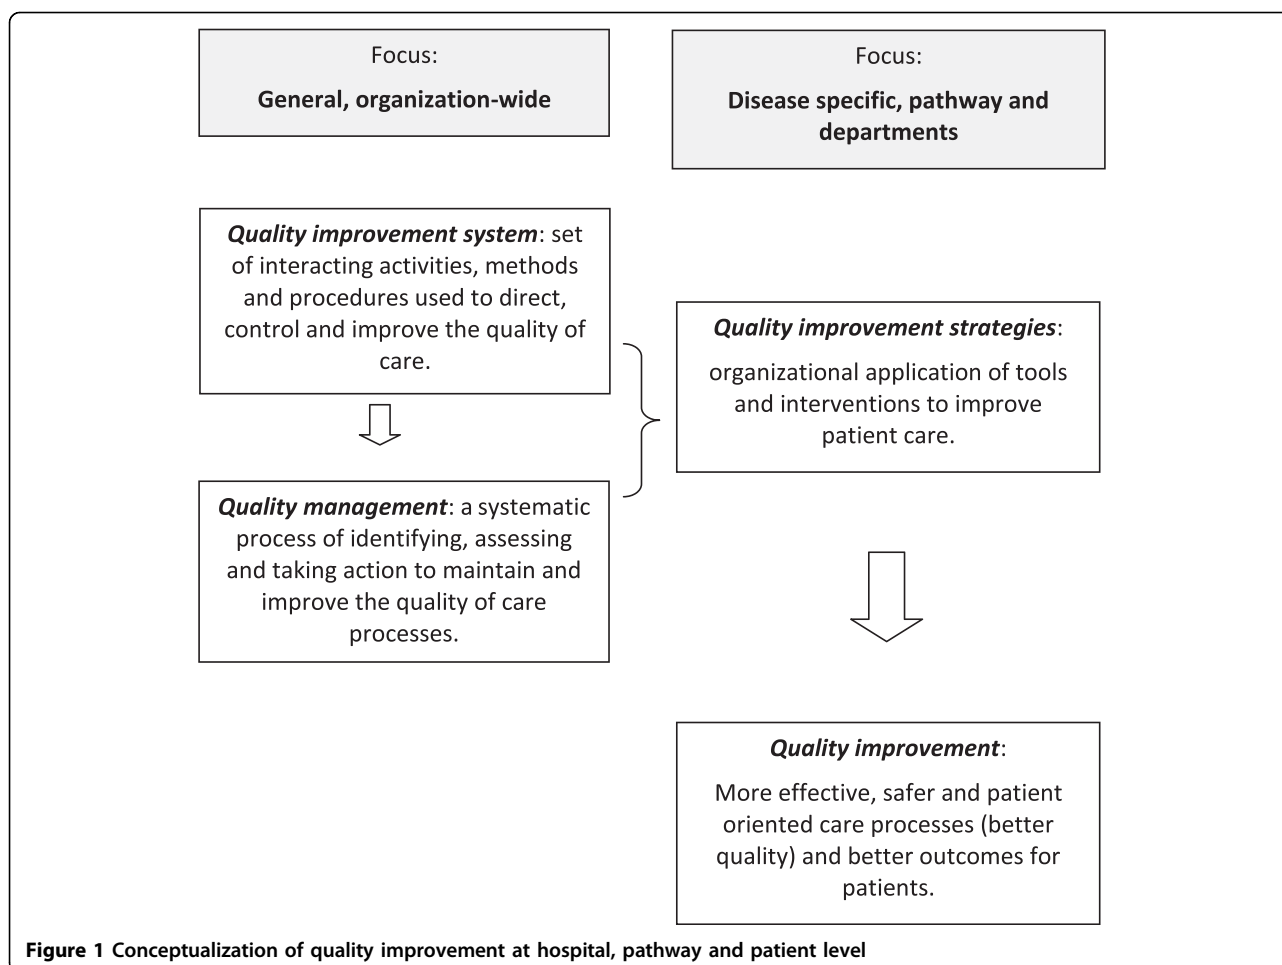 Focus:
General, organization-wide
Focus:
Disease specific, pathway and
departments
Quality improvement system: set
of interacting activities, methods
and procedures used to direct,
control and improve the quality of
care.
Quality management: a systematic
process of identifying, assessing
and taking action to maintain and
improve the quality of care
processes.
Quality improvement strategies:
organizational application of tools
and interventions to improve
patient care.
Quality improvement:
More effective, safer and patient
oriented care processes (better
quality) and better outcomes for
patients.
Figure 1 Conceptualization of quality improvement at hospital, pathway and patient level